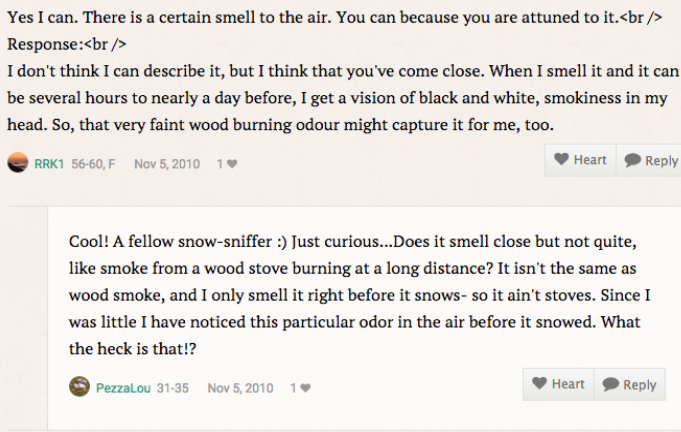 Yes I can. There is a certain smell to the air. You can because you are attuned to it.<br />
Response:<br />
I don't think I can describe it, but I think that you've come close. When I smell it and it can
be several hours to nearly a day before, I get a vision of black and white, smokiness in my
head. So, that very faint wood burning odour might capture it for me, too.
RRK1 56-60, F Nov 5, 2010 1 Heart Reply
Cool! A fellow snow-sniffer :) Just curious...Does it smell close but not quite,
like smoke from a wood stove burning at a long distance? It isn't the same as
wood smoke, and I only smell it right before it snows- so it ain't stoves. Since I
was little I have noticed this particular odor in the air before it snowed. What
the heck is that!?
PezzaLou 31-35 Nov 5, 2010 1 Heart Reply